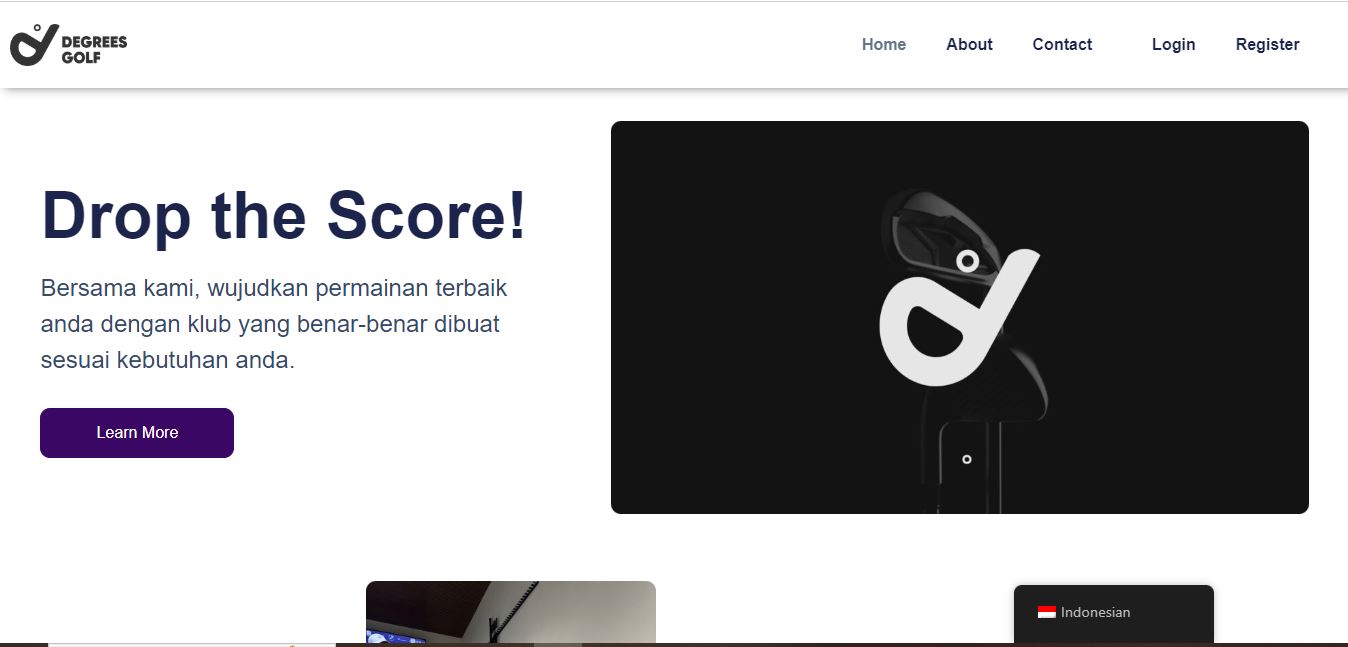 DEGREES
GOLF
Home About Contact Login Register
Drop the Score!
Bersama kami, wujudkan permainan terbaik
anda dengan klub yang benar-benar dibuat
sesuai kebutuhan anda.
Learn More
Indonesian